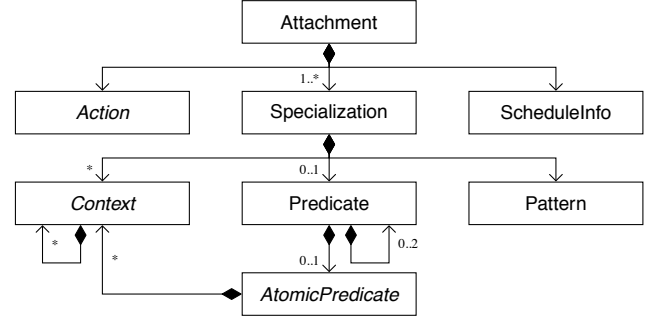 Attachment
1..*
Action
Specialization
ScheduleInfo
*
0..1
Context
Predicate
Pattern
*
*
0..1
0..2
AtomicPredicate